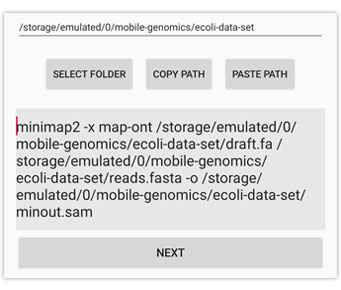 /storage/emulated/0/mobile-genomics/ecoli-data-set
SELECT FOLDER COPY PATH PASTE PATH
minimap2 -x map-ont /storage/emulated/0/
mobile-genomics/ecoli-data-set/draft.fa /
storage/emulated/0/mobile-genomics/
ecoli-data-set/reads.fasta -o /storage/
emulated/0/mobile-genomics/ecoli-data-set/
minout.sam
NEXT